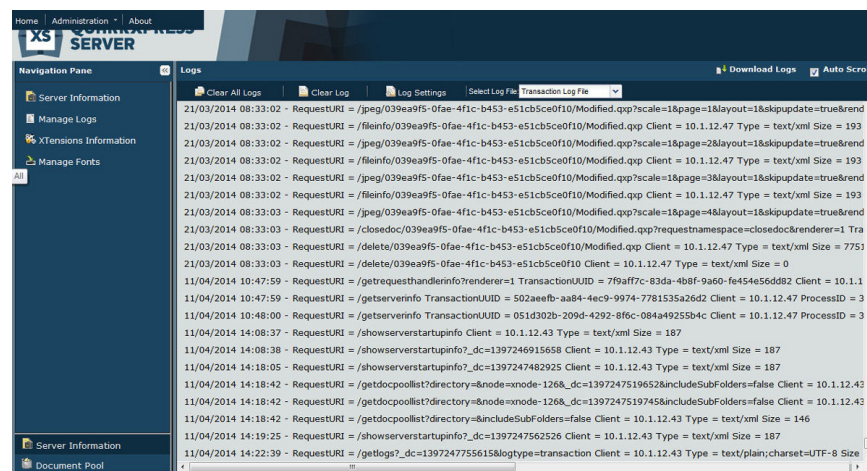 Home Administration About
XS QUARKXPRESS
SERVER
Navigation Pane
Server Information
Manage Logs
XTensions Information
Manage Fonts
All
Server Information
Document Pool
Logs
Download Logs Auto Scro
Clear All Logs Clear Log Log Settings Select Log File: Transaction Log File
21/03/2014 08:33:02 - RequestURI = /jpeg/039ea9f5-0fae-4f1c-b453-e51cb5ce0f10/Modified.qxp?scale=1&page=1&layout=1&skipupdate=true&rend
21/03/2014 08:33:02 - RequestURI = /fileinfo/039ea9f5-0fae-4f1c-b453-e51cb5ce0f10/Modified.qxp Client = 10.1.12.47 Type = text/xml Size = 193
21/03/2014 08:33:02 - RequestURI = /jpeg/039ea9f5-0fae-4f1c-b453-e51cb5ce0f10/Modified.qxp?scale=1&page=2&layout=1&skipupdate=true&rend
21/03/2014 08:33:02 - RequestURI = /fileinfo/039ea9f5-0fae-4f1c-b453-e51cb5ce0f10/Modified.qxp Client = 10.1.12.47 Type = text/xml Size = 193
21/03/2014 08:33:02 - RequestURI = /jpeg/039ea9f5-0fae-4f1c-b453-e51cb5ce0f10/Modified.qxp?scale=1&page=3&layout=1&skipupdate=true&rend
21/03/2014 08:33:02 - RequestURI = /fileinfo/039ea9f5-0fae-4f1c-b453-e51cb5ce0f10/Modified.qxp Client = 10.1.12.47 Type = text/xml Size = 193
21/03/2014 08:33:03 - RequestURI = /jpeg/039ea9f5-0fae-4f1c-b453-e51cb5ce0f10/Modified.qxp?scale=1&page=4&layout=1&skipupdate=true&rend
21/03/2014 08:33:03 - RequestURI = /closedoc/039ea9f5-0fae-4f1c-b453-e51cb5ce0f10/Modified.qxp?requestnamespace=closedoc&renderer=1 Tra
21/03/2014 08:33:03 - RequestURI = /delete/039ea9f5-0fae-4f1c-b453-e51cb5ce0f10/Modified.qxp Client = 10.1.12.47 Type = text/xml Size = 7751
21/03/2014 08:33:03 - RequestURI = /delete/039ea9f5-0fae-4f1c-b453-e51cb5ce0f10 Client = 10.1.12.47 Type = Size = 0
11/04/2014 10:47:59 - RequestURI = /getrequesthandlerinfo?renderer=1 TransactionUUID = 7f9aff7c-83da-4b8f-9a60-fe454e56dd82 Client = 10.1.1
11/04/2014 10:47:59 - RequestURI = /getserverinfo TransactionUUID = 502aeefb-aa84-4ec9-9974-7781535a26d2 Client = 10.1.12.47 ProcessID = 3
11/04/2014 10:48:00 - RequestURI = /getserverinfo TransactionUUID = 051d302b-209d-4292-8f6c-084a49255b4c Client = 10.1.12.47 ProcessID = 3
11/04/2014 14:08:37 - RequestURI = /showserverstartupinfo Client = 10.1.12.43 Type = text/xml Size = 187
11/04/2014 14:08:38 - RequestURI = /showserverstartupinfo?_dc=1397246915658 Client = 10.1.12.43 Type = text/xml Size = 187
11/04/2014 14:18:05 - RequestURI = /showserverstartupinfo?_dc=1397247482925 Client = 10.1.12.43 Type = text/xml Size = 187
11/04/2014 14:18:42 - RequestURI = /getdocpoollist?directory=&node=xnode-126&_dc=1397247519652&includeSubFolders=false Client = 10.1.12.43
11/04/2014 14:18:42 - RequestURI = /getdocpoollist?directory=&node=xnode-126&_dc=1397247519745&includeSubFolders=false Client = 10.1.12.43
11/04/2014 14:18:42 - RequestURI = /getdocpoollist?directory=&includeSubFolders=false Client = 10.1.12.43 Type = text/xml Size = 146
11/04/2014 14:19:25 - RequestURI = /showserverstartupinfo?_dc=1397247562526 Client = 10.1.12.43 Type = text/xml Size = 187
11/04/2014 14:22:39 - RequestURI = /getlogs?_dc=1397247755615&logtype=transaction Client = 10.1.12.43 Type = text/plain;charset=UTF-8 Size